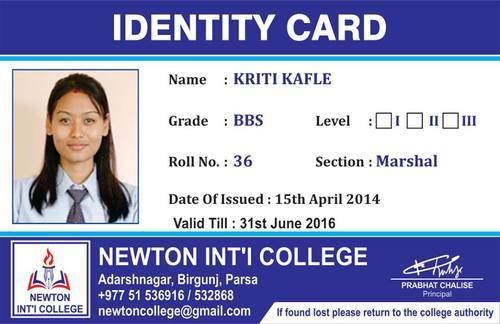 IDENTITY CARD
Name : KRITI KAFLE
Grade : BBS Level : I II III
Roll No. : 36 Section : Marshal
Date Of Issued : 15th April 2014
Valid Till : 31st June 2016
NEWTON INT'I COLLEGE
Adarshnagar, Birgunj, Parsa
+977 51 536916 / 532868
newtoncollege@gmail.com
NEWTON
INT'I COLLEGE
PRABHAT CHALISE
Principal
If found lost please return to the college authority